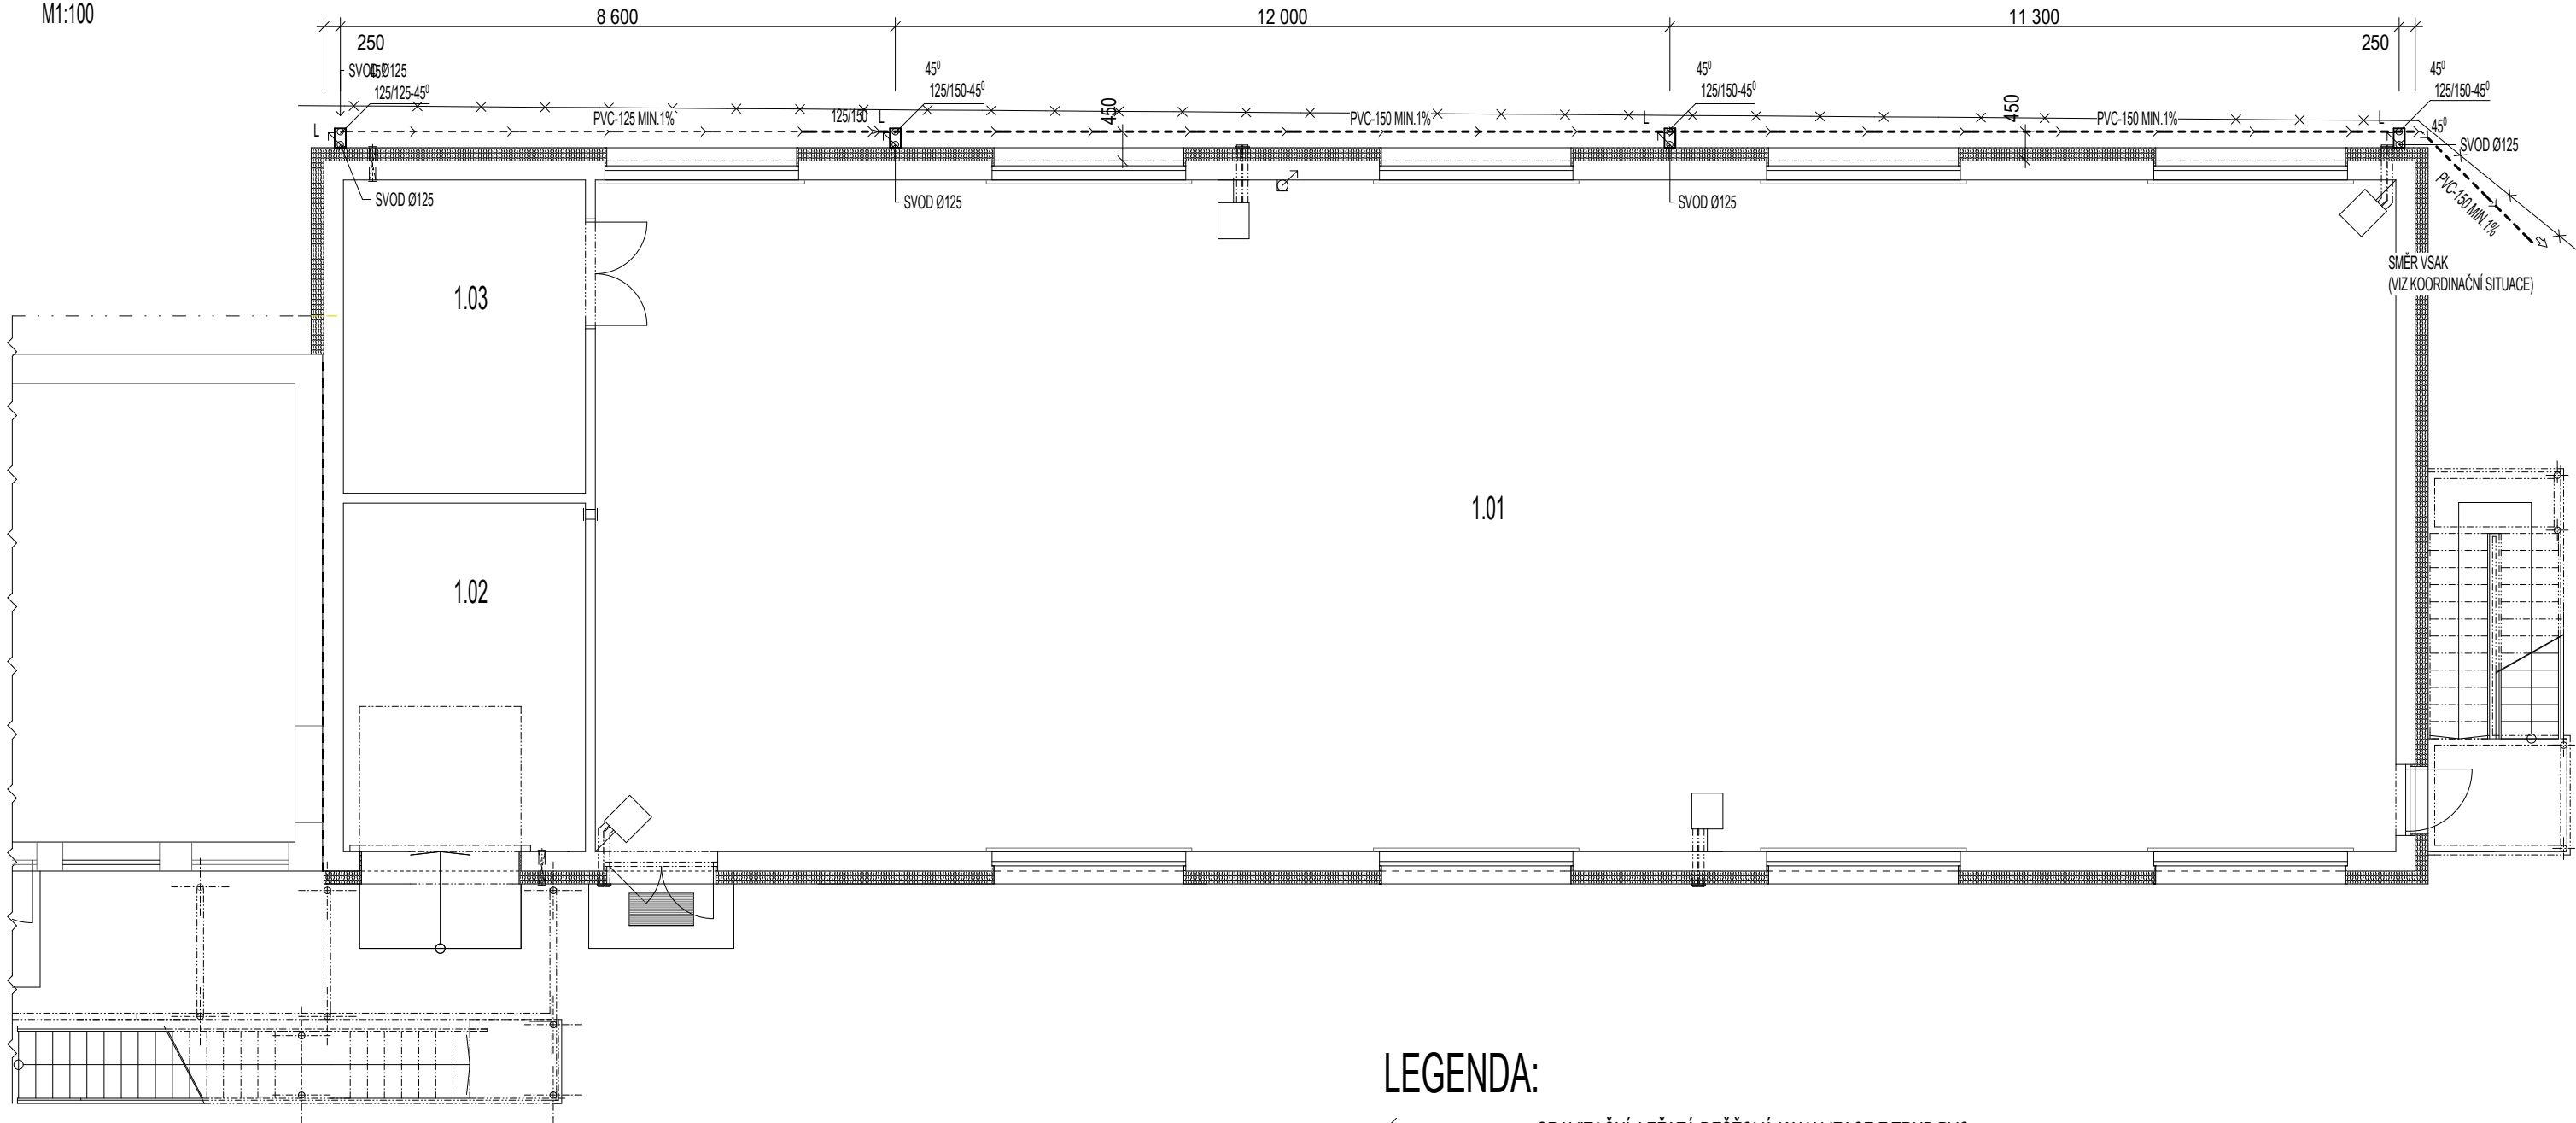 M1:100
8 600
12 000
11 300
250
250
SVOD Ø125
45⁰
125/125-45⁰
45⁰
125/150-45⁰
45⁰
125/150-45⁰
45⁰
125/150-45⁰
L
PVC-125 MIN.1%
125/150
L
450
PVC-150 MIN.1%
L
450
PVC-150 MIN.1%
L
45⁰
SVOD Ø125
SVOD Ø125
SVOD Ø125
SVOD Ø125
PVC-150 MIN.1%
SMĚR VSAK
(VIZ KOORDINAČNÍ SITUACE)
1.03
1.01
1.02
LEGENDA: